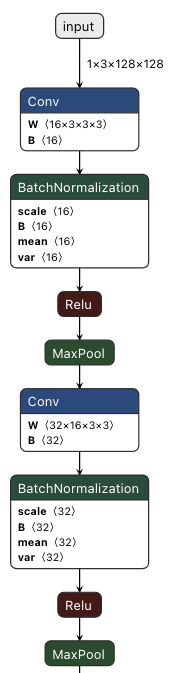 input
1×3×128×128
Conv
W ⟨16×3×3×3⟩
B ⟨16⟩
BatchNormalization
scale ⟨16⟩
B ⟨16⟩
mean ⟨16⟩
var ⟨16⟩
Relu
MaxPool
Conv
W ⟨32×16×3×3⟩
B ⟨32⟩
BatchNormalization
scale ⟨32⟩
B ⟨32⟩
mean ⟨32⟩
var ⟨32⟩
Relu
MaxPool